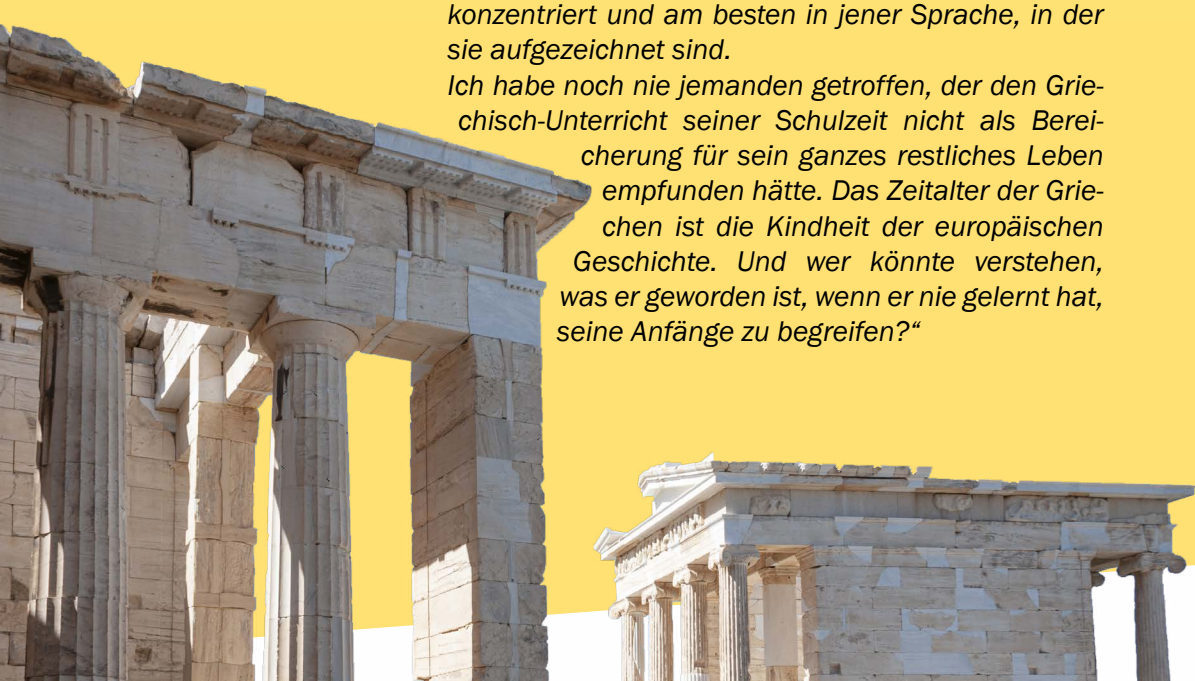 konzentriert und am besten in jener Sprache, in der
sie aufgezeichnet sind.
Ich habe noch nie jemanden getroffen, der den Grie-
chisch-Unterricht seiner Schulzeit nicht als Berei-
cherung für sein ganzes restliches Leben
empfunden hätte. Das Zeitalter der Grie-
chen ist die Kindheit der europäischen
Geschichte. Und wer könnte verstehen,
was er geworden ist, wenn er nie gelernt hat,
seine Anfänge zu begreifen?“